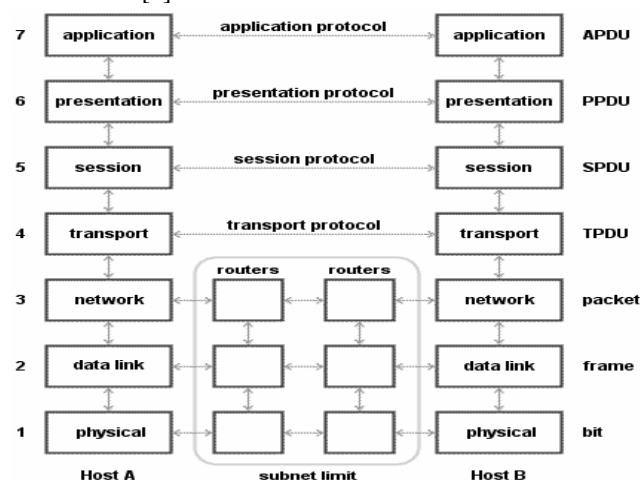 7 application application protocol application APDU
6 presentation presentation protocol presentation PPDU
5 session session protocol session SPDU
4 transport transport protocol transport TPDU
routers routers
3 network network packet
2 data link data link frame
1 physical physical bit
Host A subnet limit Host B